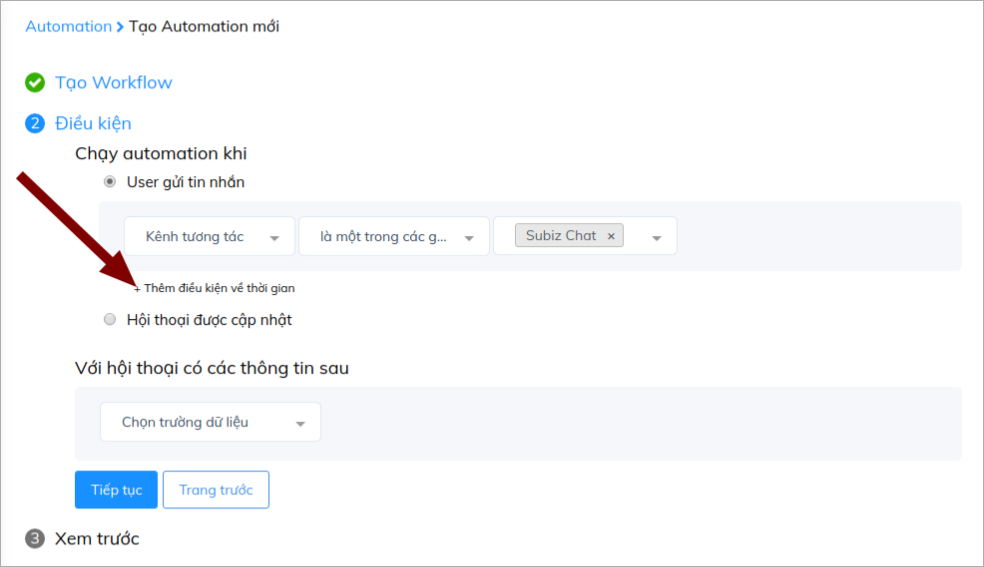 Automation > Tạo Automation mới
Tạo Workflow
2 Điều kiện
Chạy automation khi
User gửi tin nhắn
Kênh tương tác là một trong các g... Subiz Chat ×
+ Thêm điều kiện về thời gian
Hội thoại được cập nhật
Với hội thoại có các thông tin sau
Chọn trường dữ liệu
Tiếp tục Trang trước
3 Xem trước